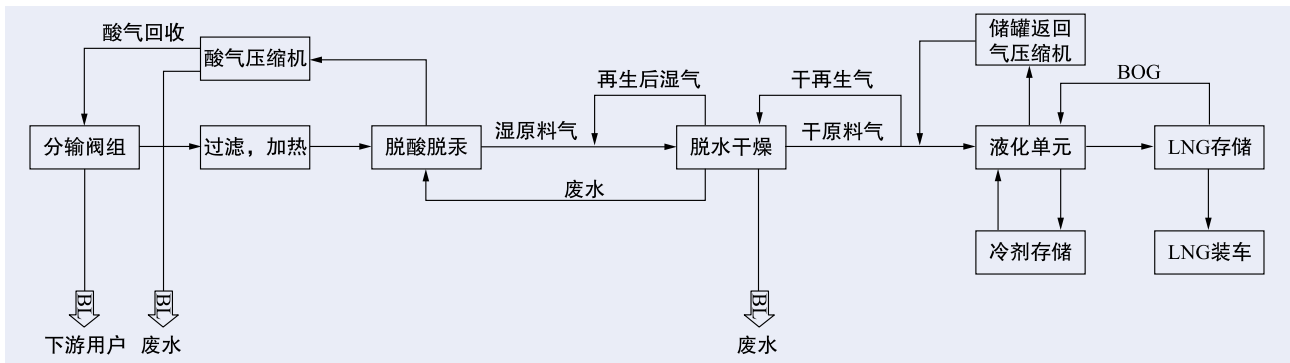 酸气回收
酸气压缩机
储罐返回
气压缩机
再生后湿气
干再生气
BOG
分输阀组
过滤，加热
脱酸脱汞
湿原料气
脱水干燥
干原料气
液化单元
LNG存储
废水
冷剂存储
LNG装车
BL
BL
BL
下游用户
废水
废水